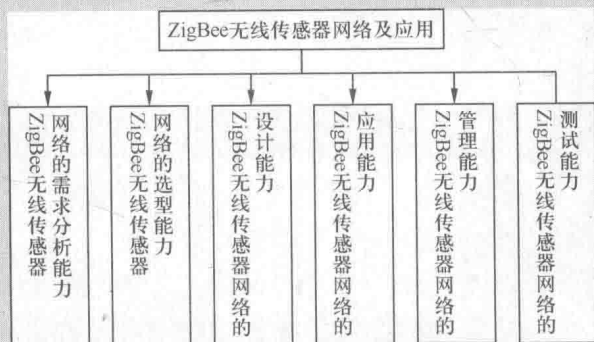 ZigBee无线传感器网络及应用
ZigBee无线传感器
网络的需求分析能力
ZigBee无线传感器
网络的选型能力
ZigBee无线传感器网络的
设计能力
ZigBee无线传感器网络的
应用能力
ZigBee无线传感器网络的
管理能力
ZigBee无线传感器网络的
测试能力